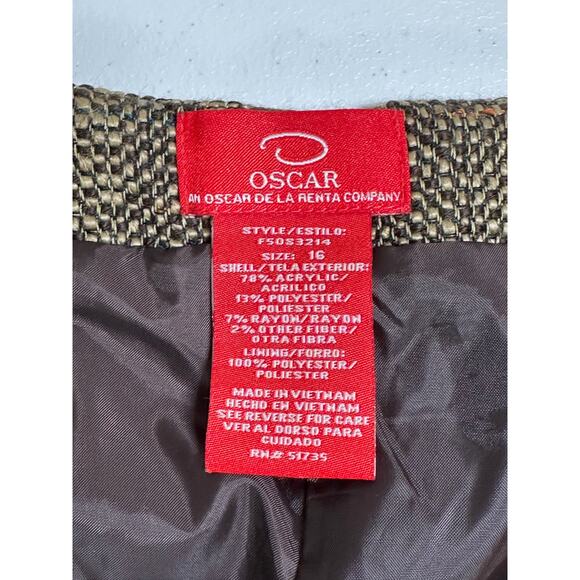 OSCAR
AN OSCAR DE LA RENTA COMPANY
STYLE/ESTILO:
F50S3214
SIZE: 16
SHELL/TELA EXTERIOR:
78% ACRYLIC/
ACRILICO
13% POLYESTER/
POLIESTER
7% RAYON/RAYON
2% OTHER FIBER/
OTRA FIBRA
LINING/FORRO:
100% POLYESTER/
POLIESTER
MADE IN VIETNAM
HECHO EN VIETNAM
SEE REVERSE FOR CARE
VER AL DORSO PARA
CUIDADO
RN# 51735